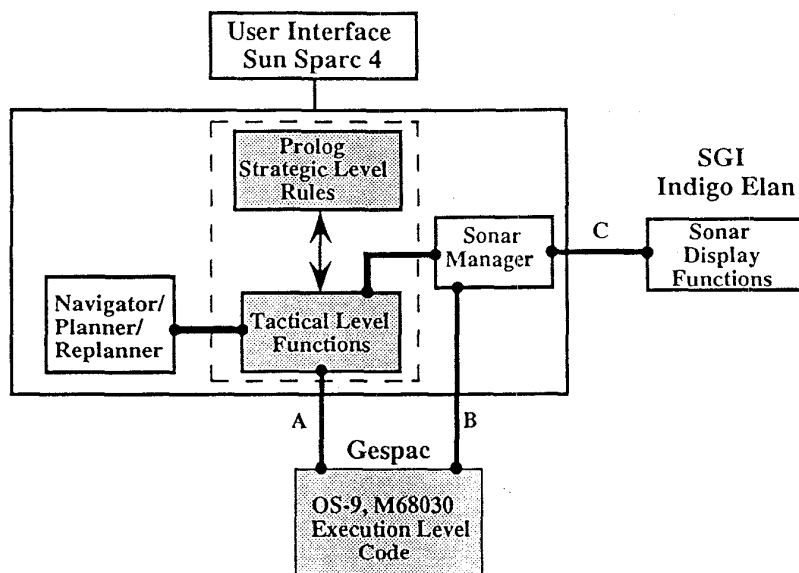 User Interface
Sun Sparc 4
Prolog
Strategic Level
Rules
SGI
Indigo Elan
Sonar
Manager
C
Sonar
Display
Functions
Navigator/
Planner/
Replanner
Tactical Level
Functions
A
B
Gespac
OS-9, M68030
Execution Level
Code